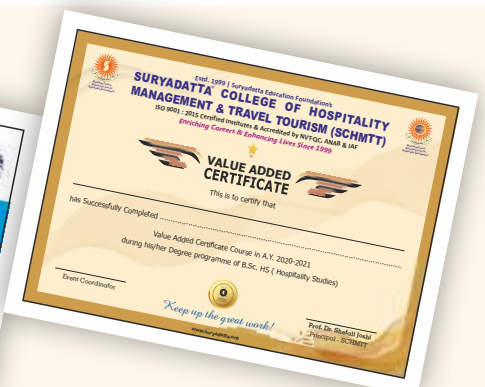 Estd. 1999 | Suryadatta Education Foundation's
SURYADATTA COLLEGE OF HOSPITALITY
MANAGEMENT & TRAVEL TOURISM (SCHMTT)
ISO 9001 : 2015 Certified Institutes & Accredited by NVT-QC, ANAB & IAF
Enriching Careers & Enhancing Lives Since 1999
VALUE ADDED
CERTIFICATE
This is to certify that
has Successfully Completed ................................................................
Value Added Certificate Course in A.Y. 2020-2021
during his/her Degree programme of B.Sc. HS ( Hospitality Studies)
Event Coordinator
Keep up the great work!
www.suryadatta.org
Prof. Dr. Shefali Joshi
Principal - SCHMTT